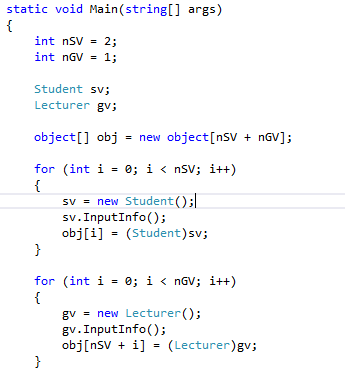 static void Main(string[] args)
{
int nSV = 2;
int nGV = 1;
Student sv;
Lecturer gv;
object[] obj = new object[nSV + nGV];
for (int i = 0; i < nSV; i++)
{
sv = new Student();
sv.InputInfo();
obj[i] = (Student)sv;
}
for (int i = 0; i < nGV; i++)
{
gv = new Lecturer();
gv.InputInfo();
obj[nSV + i] = (Lecturer)gv;
}